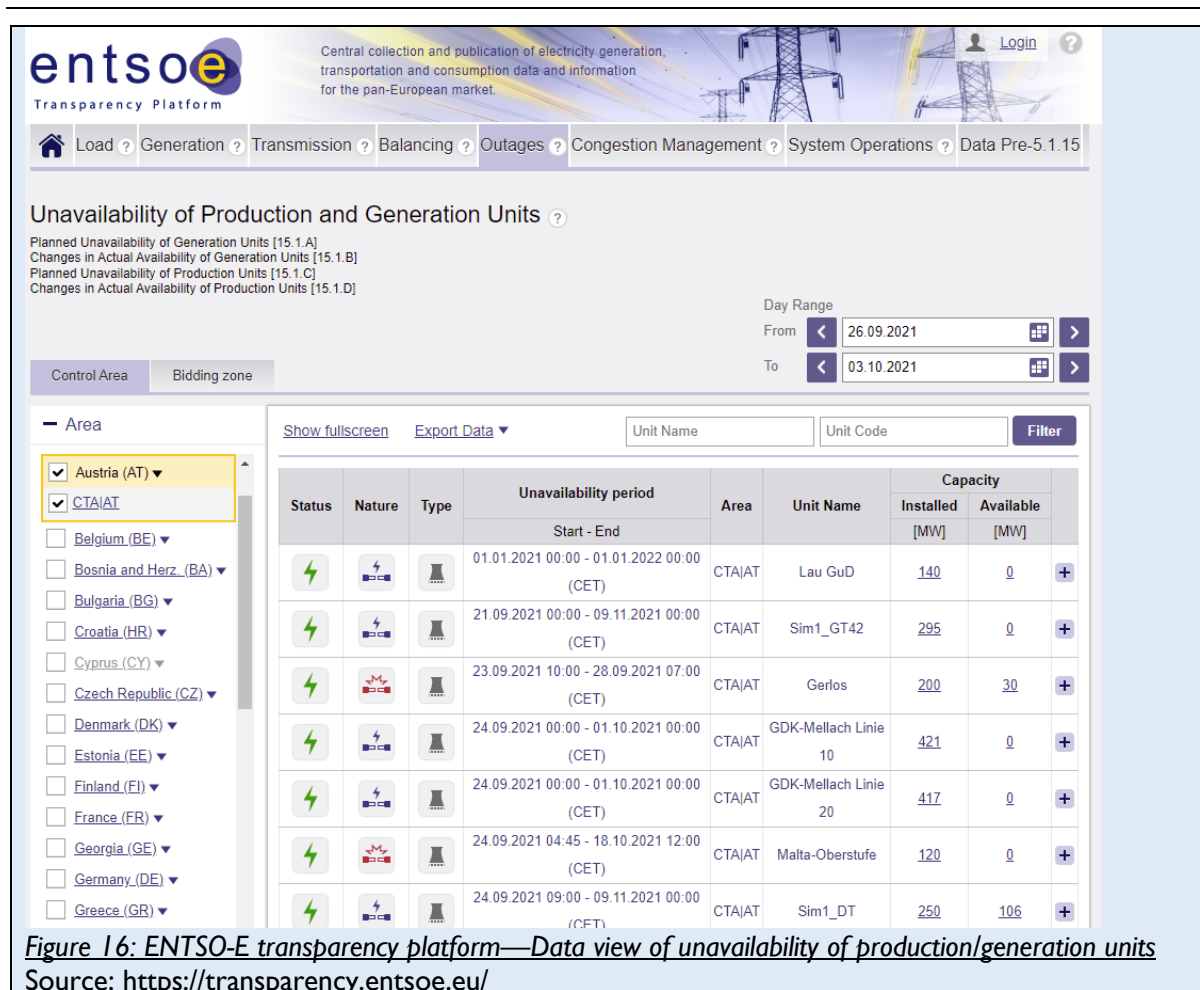 entsoe
Transparency Platform
Central collection and publication of electricity generation,
transportation and consumption data and information
for the pan-European market.
Login ?
Load ? Generation ? Transmission ? Balancing ? Outages ? Congestion Management ? System Operations ? Data Pre-5.1.15
Unavailability of Production and Generation Units ?
Planned Unavailability of Generation Units [15.1.A]
Changes in Actual Availability of Generation Units [15.1.B]
Planned Unavailability of Production Units [15.1.C]
Changes in Actual Availability of Production Units [15.1.D]
Day Range
From < 26.09.2021 >
To < 03.10.2021 >
Control Area Bidding zone
Area
Austria (AT)
CTA|AT
Belgium (BE)
Bosnia and Herz. (BA)
Bulgaria (BG)
Croatia (HR)
Cyprus (CY)
Czech Republic (CZ)
Denmark (DK)
Estonia (EE)
Finland (FI)
France (FR)
Georgia (GE)
Germany (DE)
Greece (GR)
Show fullscreen Export Data Unit Name Unit Code Filter
Status Nature Type Unavailability period Area Unit Name Capacity
Installed Available
Start - End [MW] [MW]
01.01.2021 00:00 - 01.01.2022 00:00
(CET) CTA|AT Lau GuD 140 0 +
21.09.2021 00:00 - 09.11.2021 00:00
(CET) CTA|AT Sim1_GT42 295 0 +
23.09.2021 10:00 - 28.09.2021 07:00
(CET) CTA|AT Gerlos 200 30 +
24.09.2021 00:00 - 01.10.2021 00:00
(CET) CTA|AT GDK-Mellach Linie
10 421 0 +
24.09.2021 00:00 - 01.10.2021 00:00
(CET) CTA|AT GDK-Mellach Linie
20 417 0 +
24.09.2021 04:45 - 18.10.2021 12:00
(CET) CTA|AT Malta-Oberstufe 120 0 +
24.09.2021 09:00 - 09.11.2021 00:00
(CET) CTA|AT Sim1_DT 250 106 +
Figure 16: ENTSO-E transparency platform—Data view of unavailability of production/generation units
Source: https://transparency.entsoe.eu/